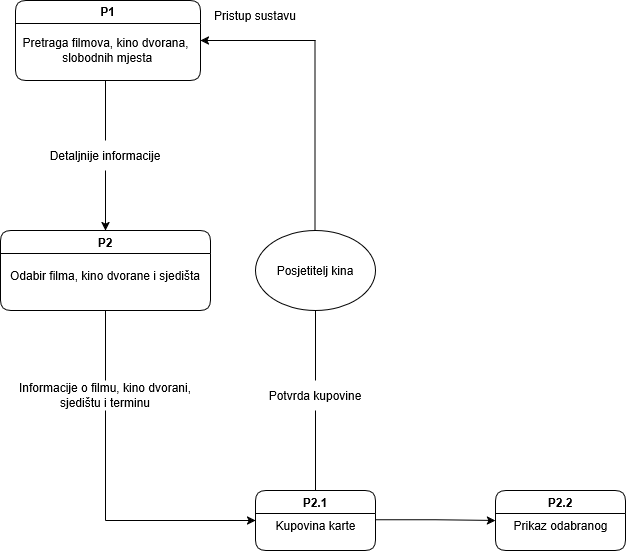 P1
Pristup sustavu
Pretraga filmova, kino dvorana,
slobodnih mjesta
Detaljnije informacije
P2
Odabir filma, kino dvorane i sjedišta
Posjetitelj kina
Informacije o filmu, kino dvorani,
sjedištu i terminu
Potvrda kupovine
P2.1
Kupovina karte
P2.2
Prikaz odabranog